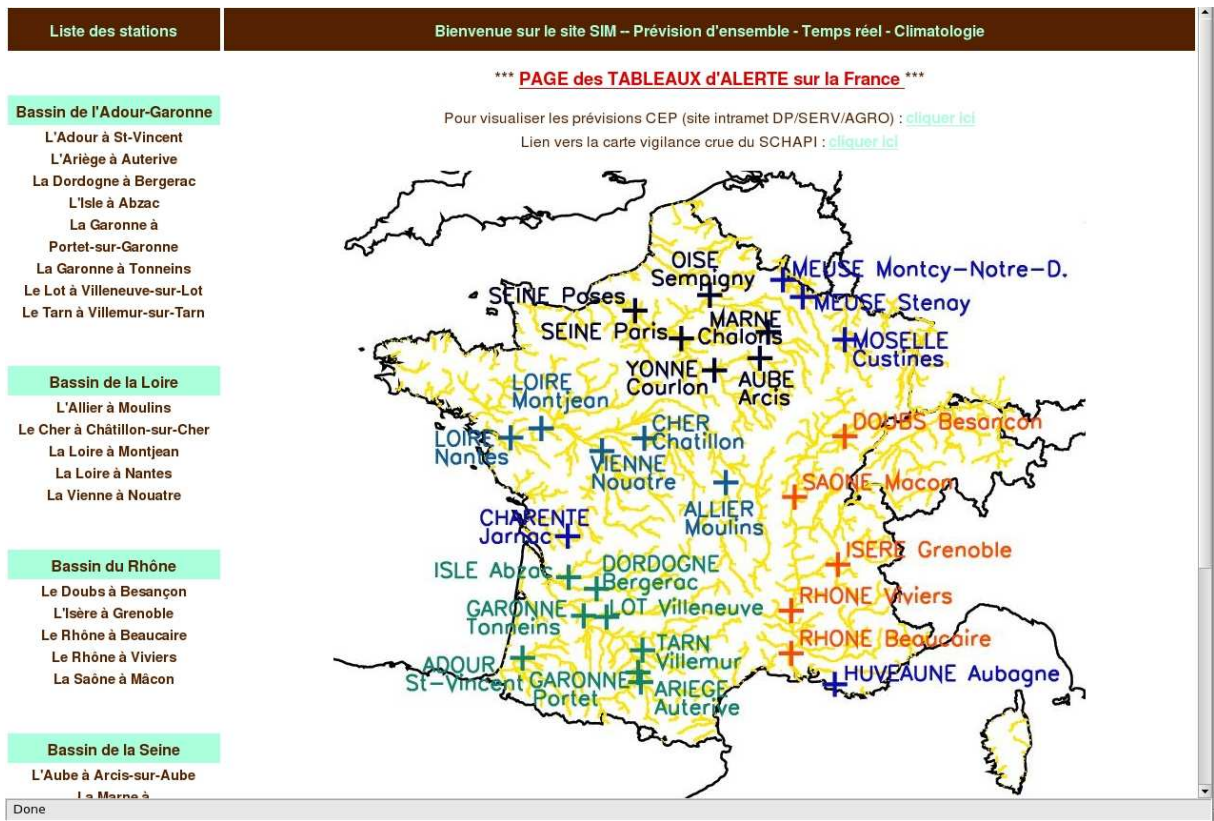 Liste des stations
Bienvenue sur le site SIM -- Prévision d'ensemble - Temps réel - Climatologie
*** PAGE des TABLEAUX d'ALERTE sur la France ***
Pour visualiser les prévisions CEP (site intramet DP/SERV/AGRO) : cliquer ici
Lien vers la carte vigilance crue du SCHAPI : cliquer ici
Bassin de l'Adour-Garonne
L'Adour à St-Vincent
L'Ariège à Auterive
La Dordogne à Bergerac
L'Isle à Abzac
La Garonne à
Portet-sur-Garonne
La Garonne à Tonneins
Le Lot à Villeneuve-sur-Lot
Le Tarn à Villemur-sur-Tarn
Bassin de la Loire
L'Allier à Moulins
Le Cher à Châtillon-sur-Cher
La Loire à Montjean
La Loire à Nantes
La Vienne à Nouatre
Bassin du Rhône
Le Doubs à Besançon
L'Isère à Grenoble
Le Rhône à Beaucaire
Le Rhône à Viviers
La Saône à Mâcon
Bassin de la Seine
L'Aube à Arcis-sur-Aube
La Marne à
OISE
Sempigny
MEUSE Montcy-Notre-D.
SEINE Poses
MEUSE Stenay
SEINE Paris
MARNE
Chalons
MOSELLE
Custines
YONNE
Courlon
AUBE
Arcis
LOIRE
Montjean
CHER
Chatillon
DOUBS Besancon
LOIRE
Nantes
VIENNE
Nouatre
SAONE Macon
ALLIER
Moulins
CHARENTE
Jarnac
ISERE Grenoble
ISLE Abzac
DORDOGNE
Bergerac
RHONE Viviers
GARONNE
Tonneins
LOT Villeneuve
RHONE Beaucaire
TARN
Villemur
ADOUR
St-Vincent
GARONNE
Portet
ARIEGE
Auterive
HUVEAUNE Aubagne
Done